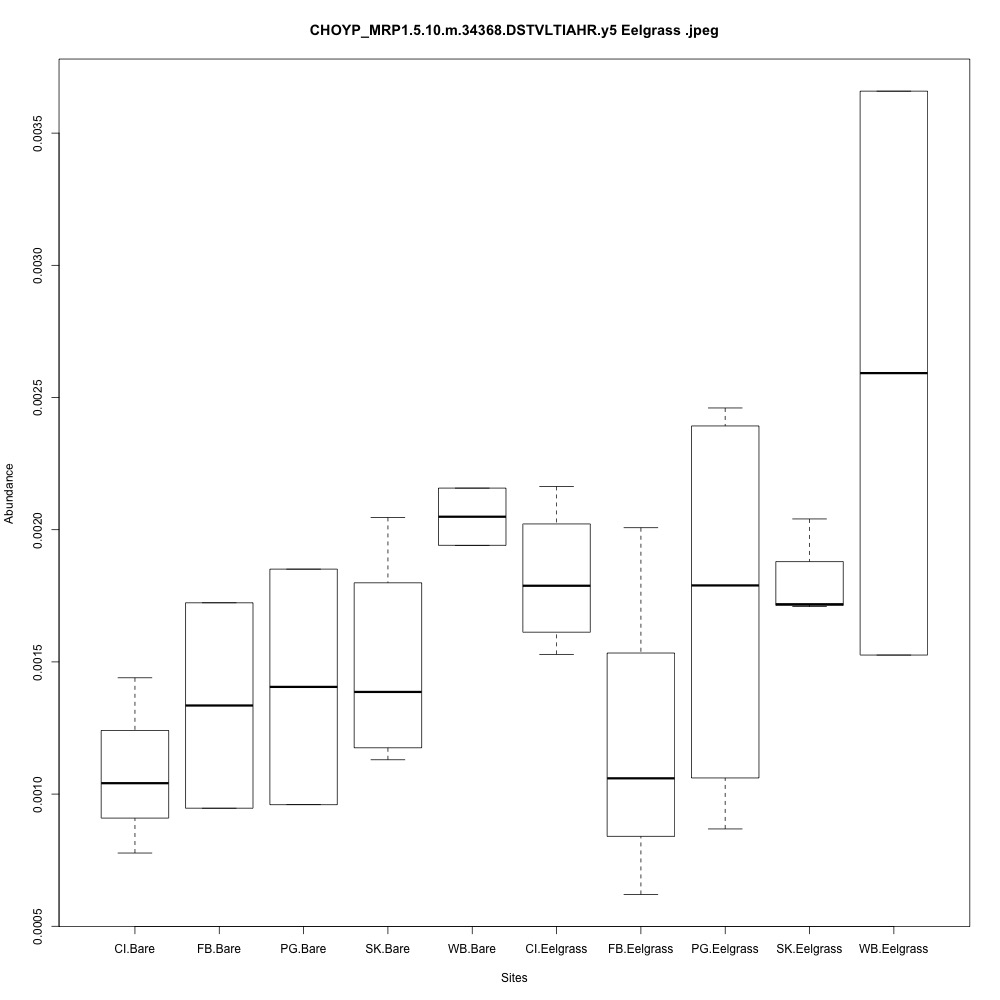 CHOYP_MRP1.5.10.m.34368.DSTVLTIAHR.y5 Eelgrass .jpeg
Abundance
0.0035
0.0030
0.0025
0.0020
0.0015
0.0010
0.0005
CI.Bare FB.Bare PG.Bare SK.Bare WB.Bare CI.Eelgrass FB.Eelgrass PG.Eelgrass SK.Eelgrass WB.Eelgrass
Sites